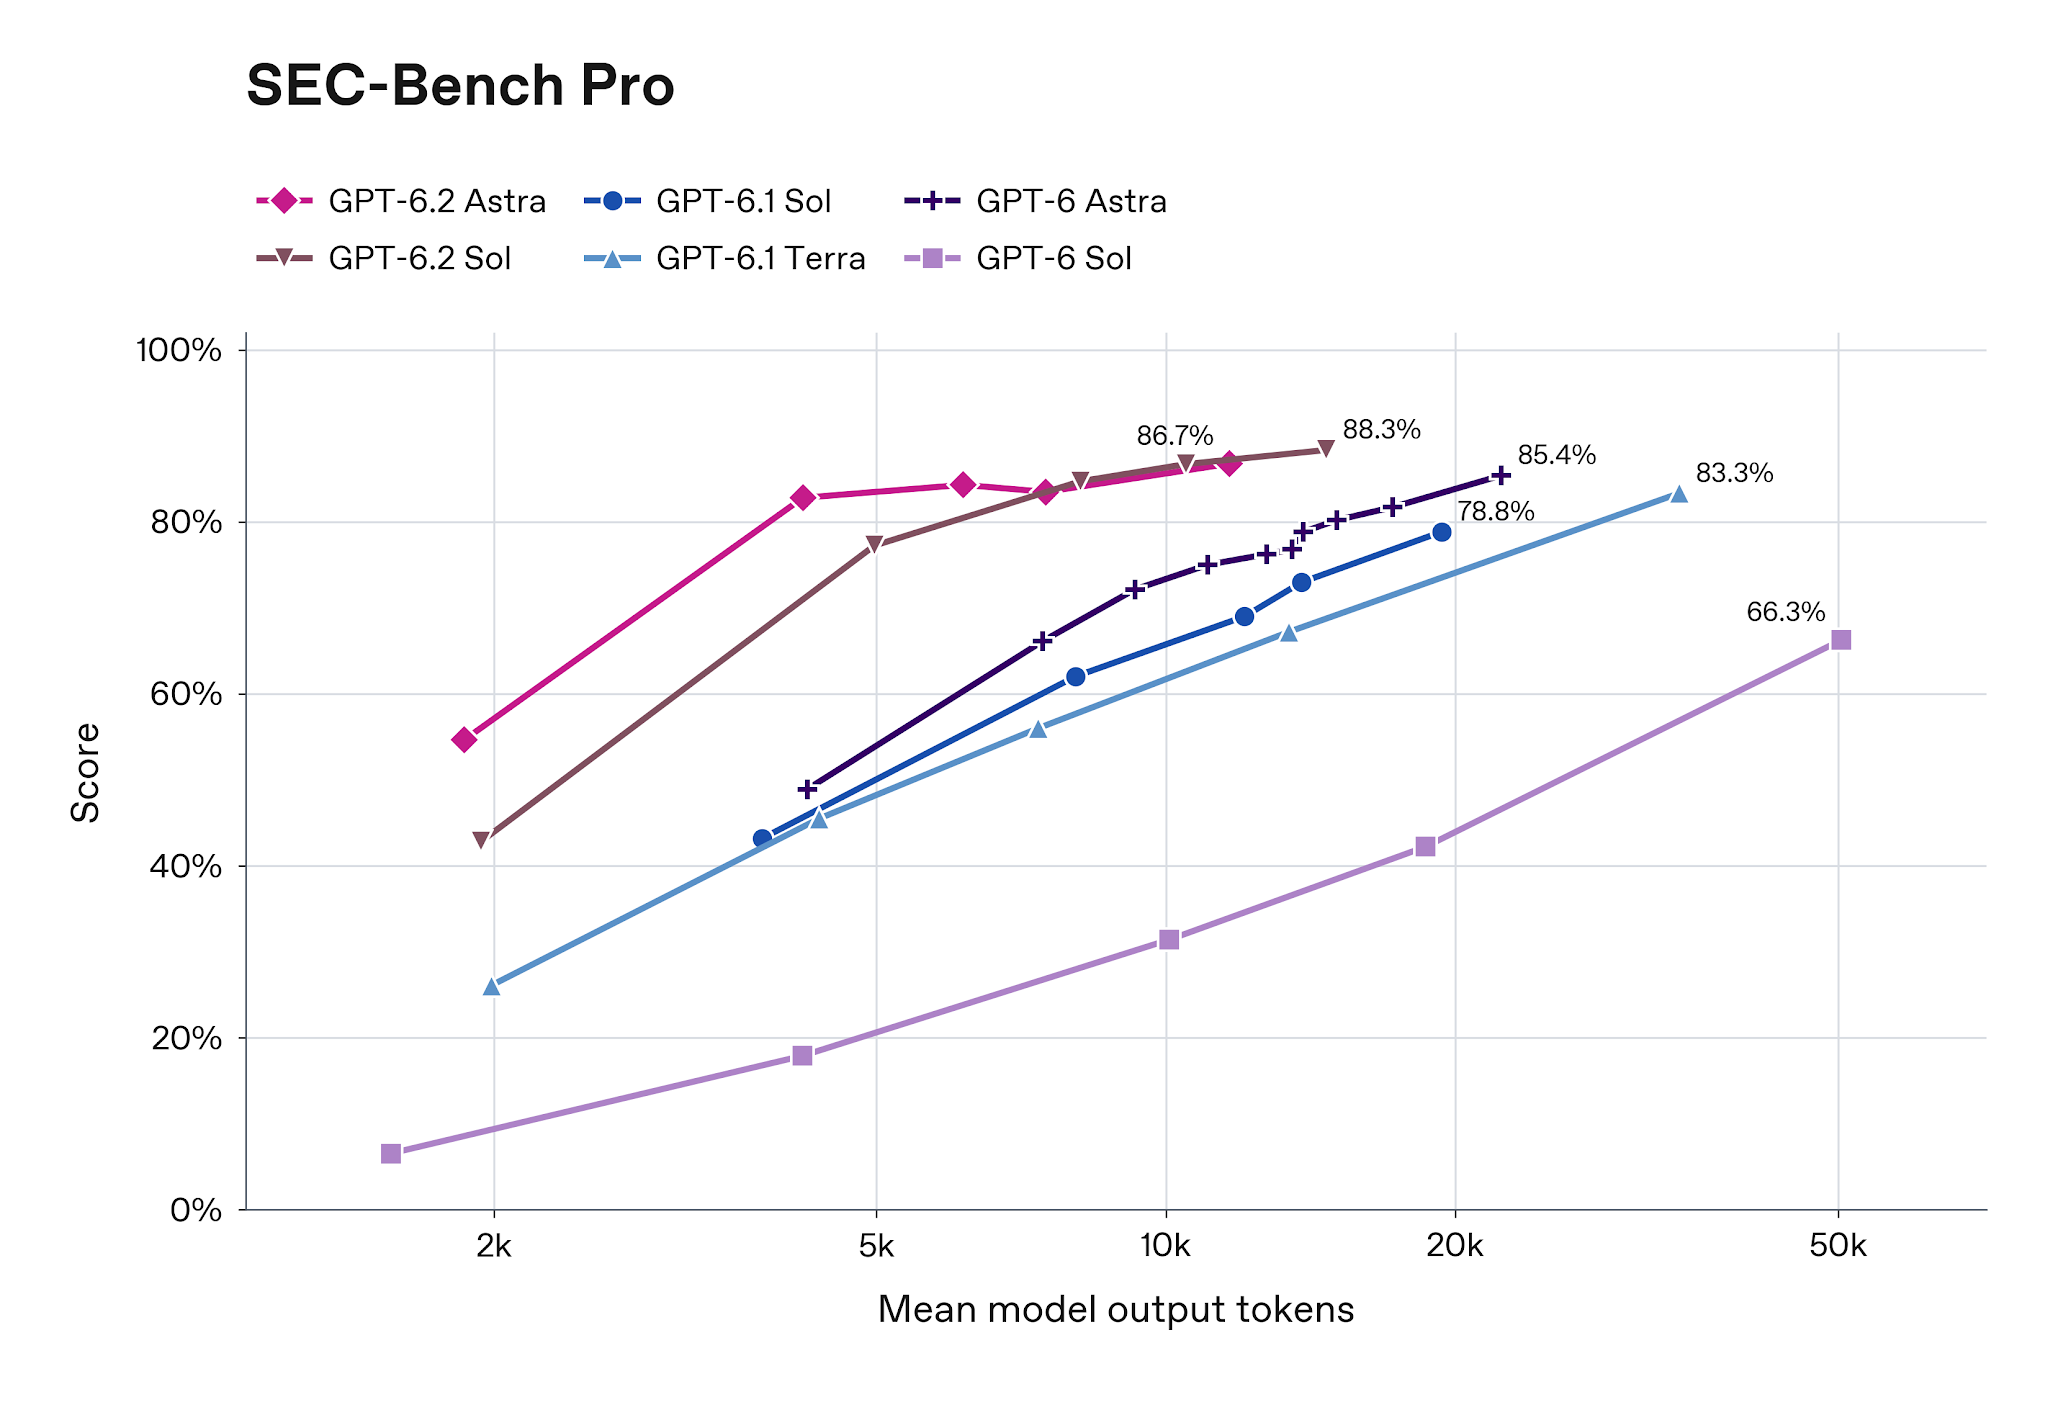 SEC-Bench Pro
GPT-6.2 Astra GPT-6.1 Sol GPT-6 Astra
GPT-6.2 Sol GPT-6.1 Terra GPT-6 Sol
100%
86.7% 88.3%
85.4%
83.3%
80%
78.8%
66.3%
60%
Score
40%
20%
0%
2k 5k 10k 20k 50k
Mean model output tokens